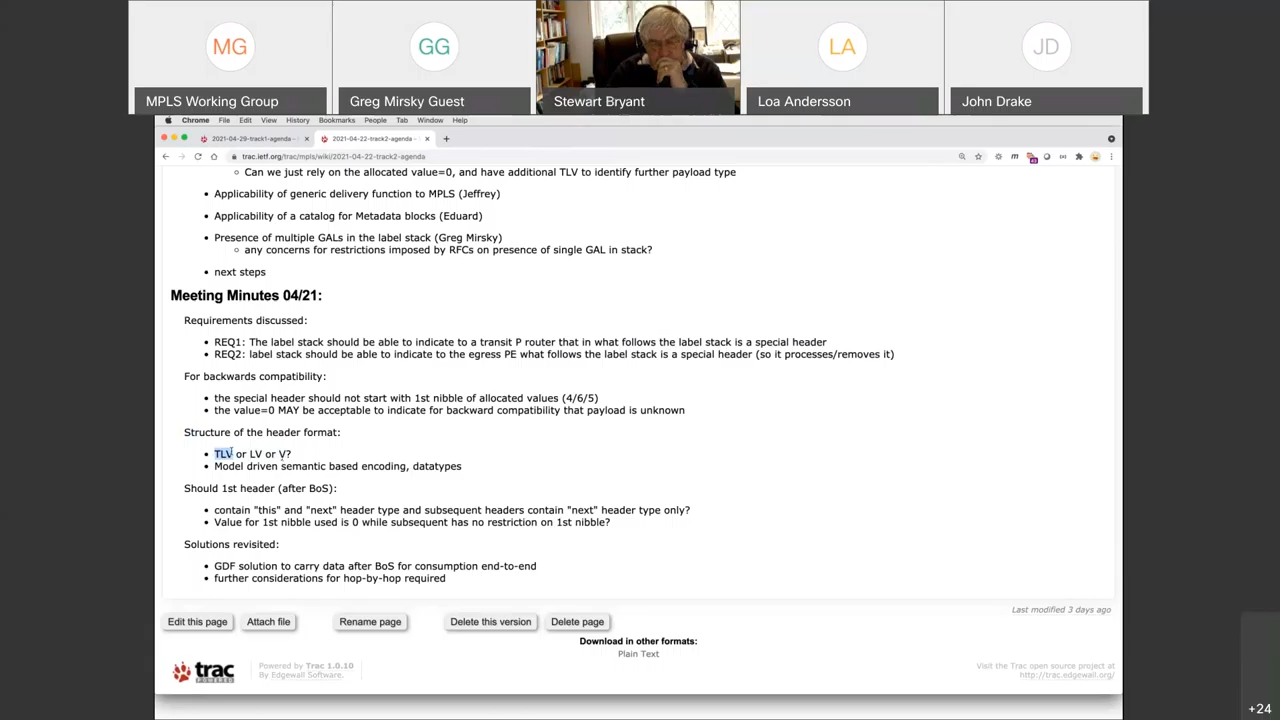 MG
GG
LA
JD
MPLS Working Group
Greg Mirsky Guest
Stewart Bryant
Loa Andersson
John Drake
Chrome File Edit View History Bookmarks People Tab Window Help
2021-04-29-track1-agenda -
2021-04-22-track2-agenda -
trac.ietf.org/trac/mpls/wiki/2021-04-22-track2-agenda
Can we just rely on the allocated value=0, and have additional TLV to identify further payload type
Applicability of generic delivery function to MPLS (Jeffrey)
Applicability of a catalog for Metadata blocks (Eduard)
Presence of multiple GALs in the label stack (Greg Mirsky)
any concerns for restrictions imposed by RFCs on presence of single GAL in stack?
next steps
Meeting Minutes 04/21:
Requirements discussed:
REQ1: The label stack should be able to indicate to a transit P router that in what follows the label stack is a special header
REQ2: label stack should be able to indicate to the egress PE what follows the label stack is a special header (so it processes/removes it)
For backwards compatibility:
the special header should not start with 1st nibble of allocated values (4/6/5)
the value=0 MAY be acceptable to indicate for backward compatibility that payload is unknown
Structure of the header format:
TLV or LV or V?
Model driven semantic based encoding, datatypes
Should 1st header (after BoS):
contain "this" and "next" header type and subsequent headers contain "next" header type only?
Value for 1st nibble used is 0 while subsequent has no restriction on 1st nibble?
Solutions revisited:
GDF solution to carry data after BoS for consumption end-to-end
further considerations for hop-by-hop required
Last modified 3 days ago
Edit this page
Attach file
Rename page
Delete this version
Delete page
Download in other formats:
Plain Text
trac
POWERED
Powered by Trac 1.0.10
By Edgewall Software.
Visit the Trac open source project at
http://trac.edgewall.org/
+24